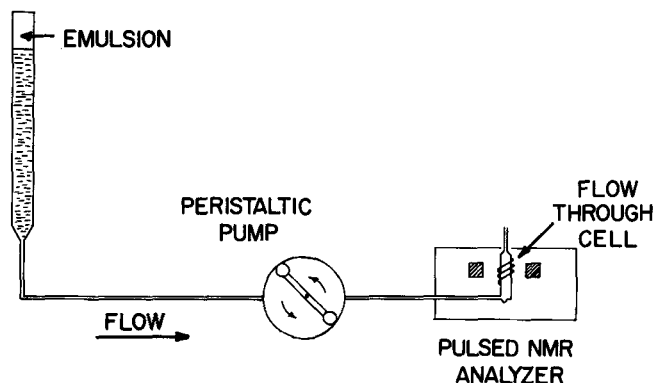 EMULSION
PERISTALTIC
PUMP
FLOW
THROUGH
CELL
FLOW
PULSED NMR
ANALYZER